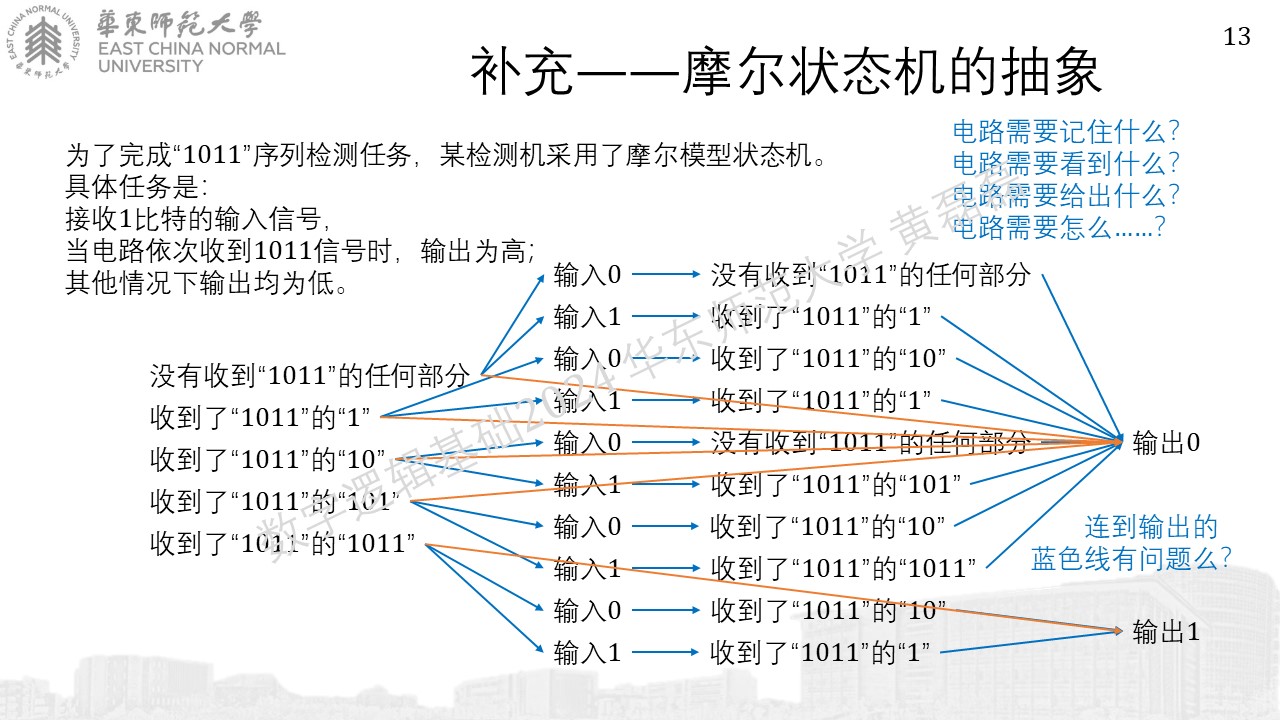 華東師範大學
EAST CHINA NORMAL
UNIVERSITY
EAST CHINA NORMAL UNIVERSITY
華東師範大學
13
补充——摩尔状态机的抽象
为了完成“1011”序列检测任务，某检测机采用了摩尔模型状态机。
具体任务是：
接收1比特的输入信号，
当电路依次收到1011信号时，输出为高；
其他情况下输出均为低。
电路需要记住什么？
电路需要看到什么？
电路需要给出什么？
电路需要怎么……？
没有收到“1011”的任何部分
收到了“1011”的“1”
收到了“1011”的“10”
收到了“1011”的“101”
收到了“1011”的“1011”
输入0 没有收到“1011”的任何部分
输入1 收到了“1011”的“1”
输入0 收到了“1011”的“10”
输入1 收到了“1011”的“1”
输入0 没有收到“1011”的任何部分
输入1 收到了“1011”的“101”
输入0 收到了“1011”的“10”
输入1 收到了“1011”的“1011”
输入0 收到了“1011”的“10”
输入1 收到了“1011”的“1”
输出0
连到输出的
蓝色线有问题么？
输出1
数字逻辑基础2024 华东师范大学 黄磊磊